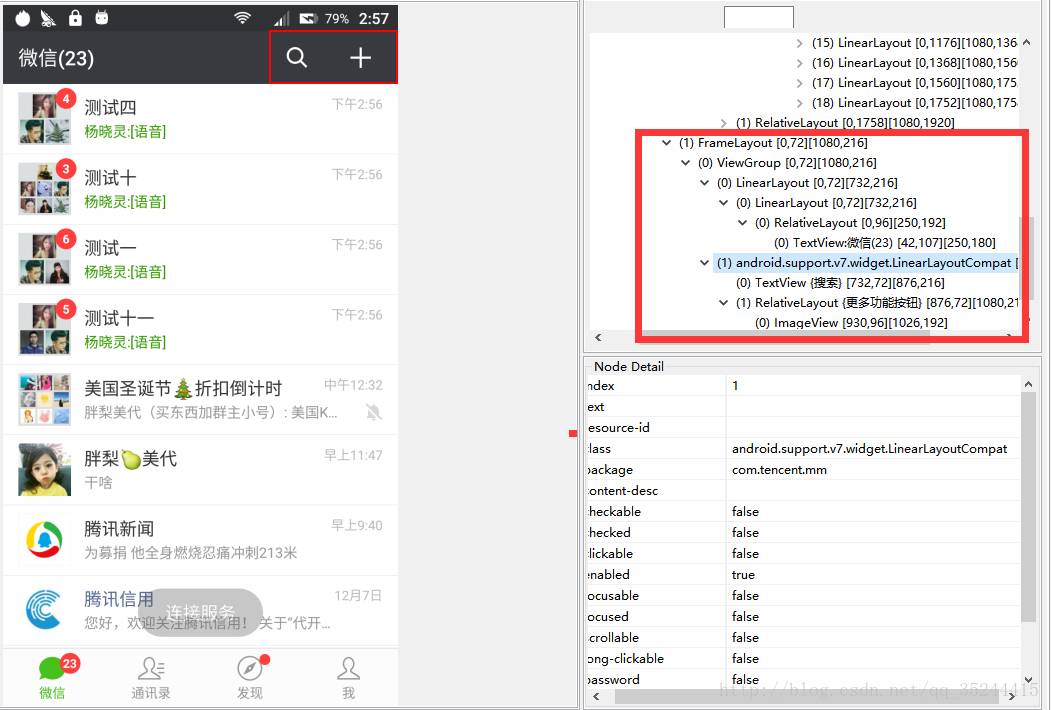 79% 2:57
微信(23)
4
测试四
下午2:56
杨晓灵:[语音]
3
测试十
下午2:56
杨晓灵:[语音]
6
测试一
下午2:56
杨晓灵:[语音]
5
测试十一
下午2:56
杨晓灵:[语音]
美国圣诞节🎄折扣倒计时
中午12:32
胖梨美代（买东西加群主小号）: 美国K...
胖梨🍐美代
早上11:47
干啥
腾讯新闻
早上9:40
为募捐 他全身燃烧忍痛冲刺213米
腾讯信用
12月7日
您好，欢迎关注腾讯信用！ 关于“代开...
连接服务
23
微信
通讯录
发现
我
(15) LinearLayout [0,1176][1080,136
(16) LinearLayout [0,1368][1080,156
(17) LinearLayout [0,1560][1080,175
(18) LinearLayout [0,1752][1080,175
(1) RelativeLayout [0,1758][1080,1920]
(1) FrameLayout [0,72][1080,216]
(0) ViewGroup [0,72][1080,216]
(0) LinearLayout [0,72][732,216]
(0) LinearLayout [0,72][732,216]
(0) RelativeLayout [0,96][250,192]
(0) TextView:微信(23) [42,107][250,180]
(1) android.support.v7.widget.LinearLayoutCompat [
(0) TextView {搜索} [732,72][876,216]
(1) RelativeLayout {更多功能按钮} [876,72][1080,21
(0) ImageView [930,96][1026,192]
Node Detail
ndex 1
ext
esource-id
lass android.support.v7.widget.LinearLayoutCompat
package com.tencent.mm
ontent-desc
heckable false
hecked false
lickable false
enabled true
ocusable false
ocused false
crollable false
ong-clickable false
password false
http://blog.csdn.net/qq_35244415